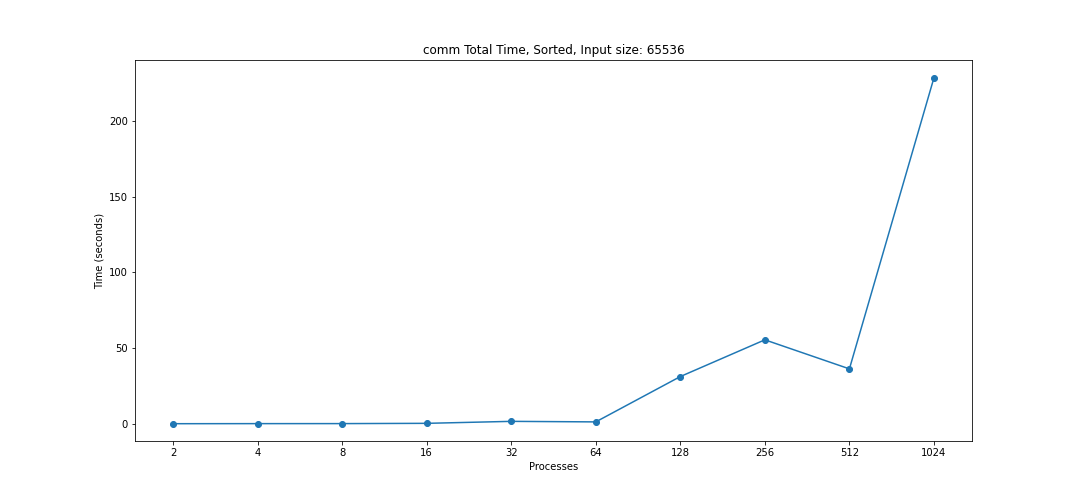 comm Total Time, Sorted, Input size: 65536
200
150
100
50
0
Time (seconds)
2 4 8 16 32 64 128 256 512 1024
Processes